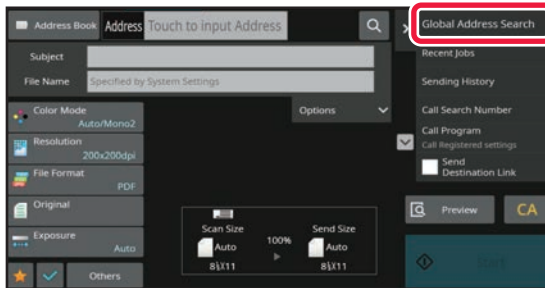 Address Book
Address
Touch to input Address
Subject
File Name
Specified by System Settings
Color Mode
Auto/Mono2
Resolution
200x200dpi
File Format
PDF
Original
Exposure
Auto
Others
Options
Scan Size
Auto
8½X11
100%
Send Size
Auto
8½X11
Global Address Search
Recent Jobs
Sending History
Call Search Number
Call Program
Call Registered settings
Send
Destination Link
Preview
CA
Start